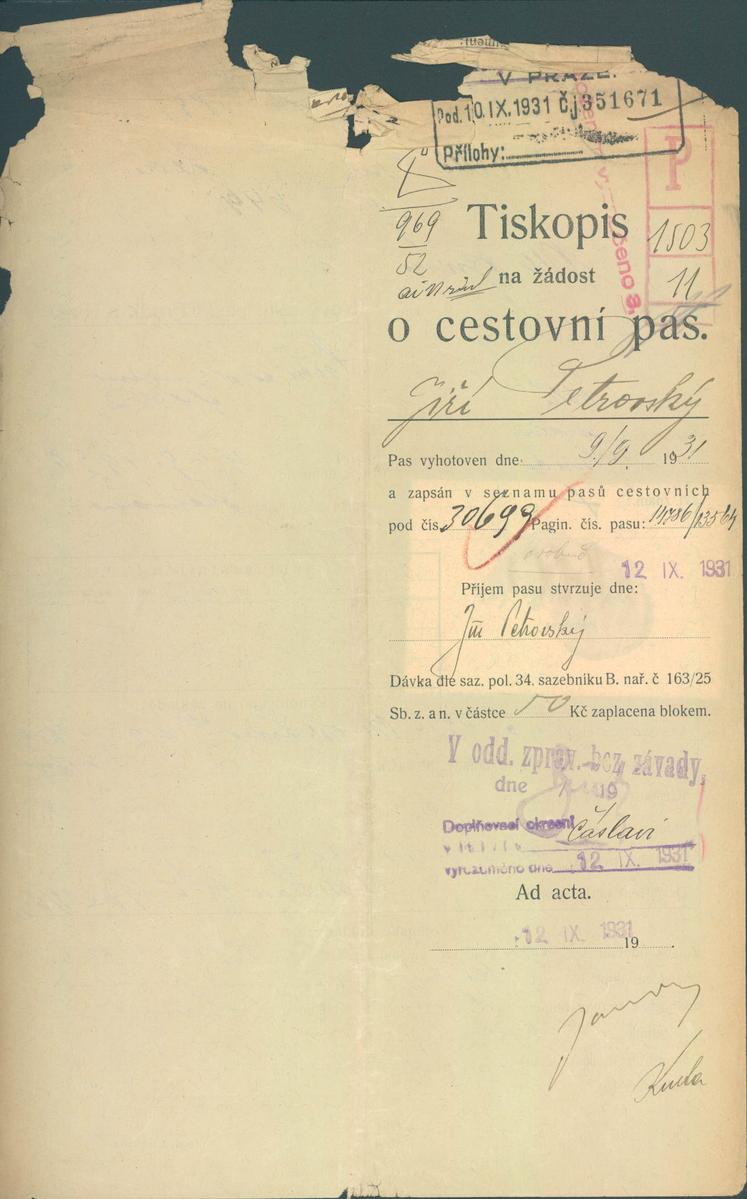 V PRAZE.
Pod. 10.IX.1931 čj 351671
Přílohy:
P
969
52
1503
11
Tiskopis
na žádost
o cestovní pas.
Jiří Petrovský
Pas vyhotoven dne 9./9. 1931
a zapsán v seznamu pasů cestovních
pod čís. 30699 Pagin. čís. pasu: 14786/13564
12 IX. 1931
Příjem pasu stvrzuje dne:
Jiří Petrovský
Dávka dle saz. pol. 34. sazebníku B. nař. č 163/25
Sb. z. a n. v částce 50 Kč zaplacena blokem.
V odd. zprav. bez závady,
dne 19
Doplňovací okresní Čáslavi
vyrozuměno dne 12 IX. 1931
Ad acta.
12 IX. 1931
19